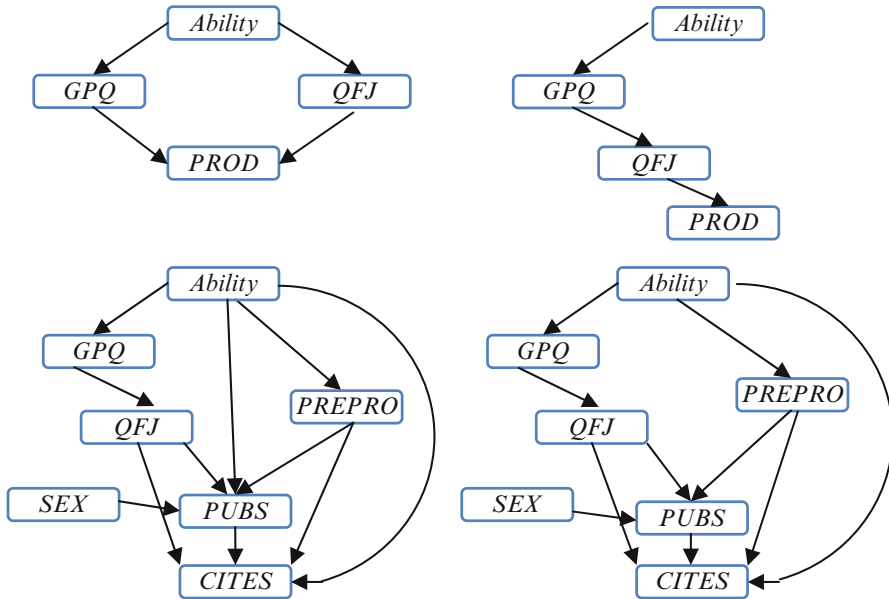 Ability
GPQ
QFJ
PROD
Ability
GPQ
QFJ
PROD
Ability
GPQ
PREPRO
QFJ
SEX
PUBS
CITES
Ability
GPQ
PREPRO
QFJ
SEX
PUBS
CITES